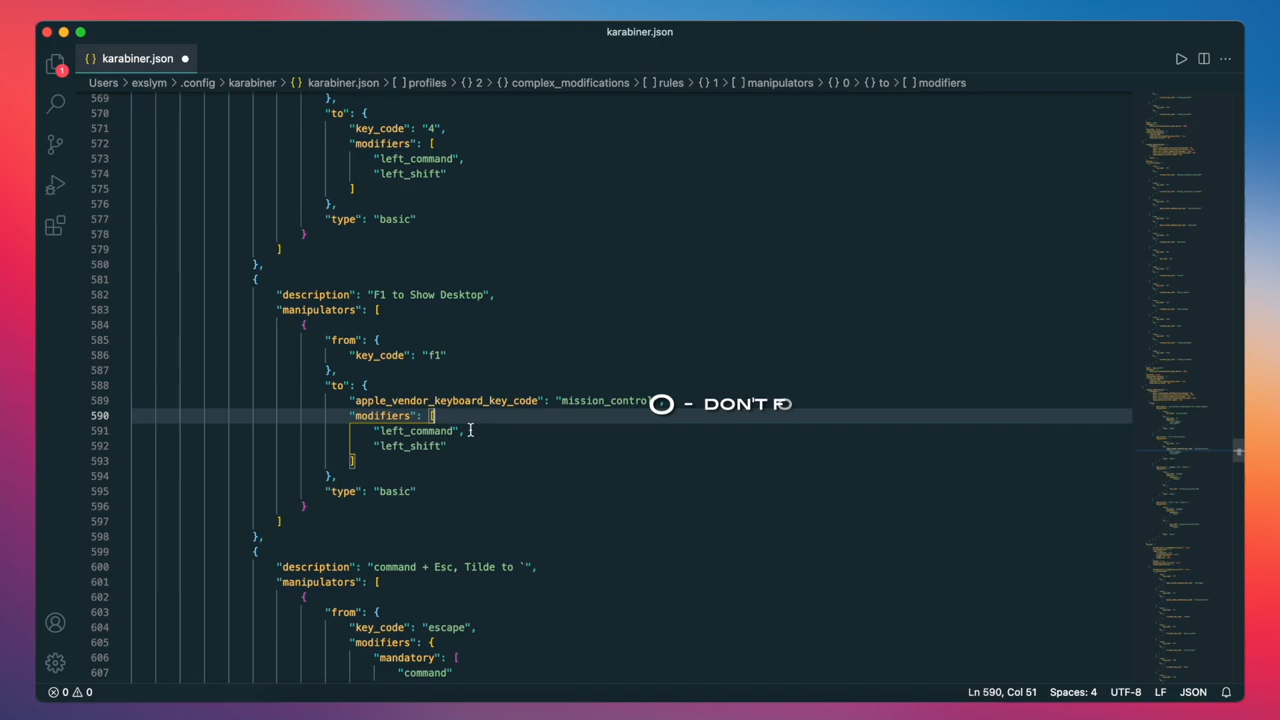 karabiner.json
{ } karabiner.json ●
1
Users › exslym › .config › karabiner › { } karabiner.json › [ ] profiles › { } 2 › { } complex_modifications › [ ] rules › { } 1 › [ ] manipulators › { } 0 › { } to › [ ] modifiers
569 },
570 "to": {
571 "key_code": "4",
572 "modifiers": [
573 "left_command",
574 "left_shift"
575 ]
576 },
577 "type": "basic"
578 }
579 ]
580 },
581 {
582 "description": "F1 to Show Desktop",
583 "manipulators": [
584 {
585 "from": {
586 "key_code": "f1"
587 },
588 "to": {
589 "apple_vendor_keyboard_key_code": "mission_control",
O - DON'T FO
590 "modifiers": [
591 "left_command",
592 "left_shift"
593 ]
594 },
595 "type": "basic"
596 }
597 ]
598 },
599 {
600 "description": "command + Esc, Tilde to `",
601 "manipulators": [
602 {
603 "from": {
604 "key_code": "escape",
605 "modifiers": {
606 "mandatory": [
607 "command"
0 0 Ln 590, Col 51 Spaces: 4 UTF-8 LF JSON